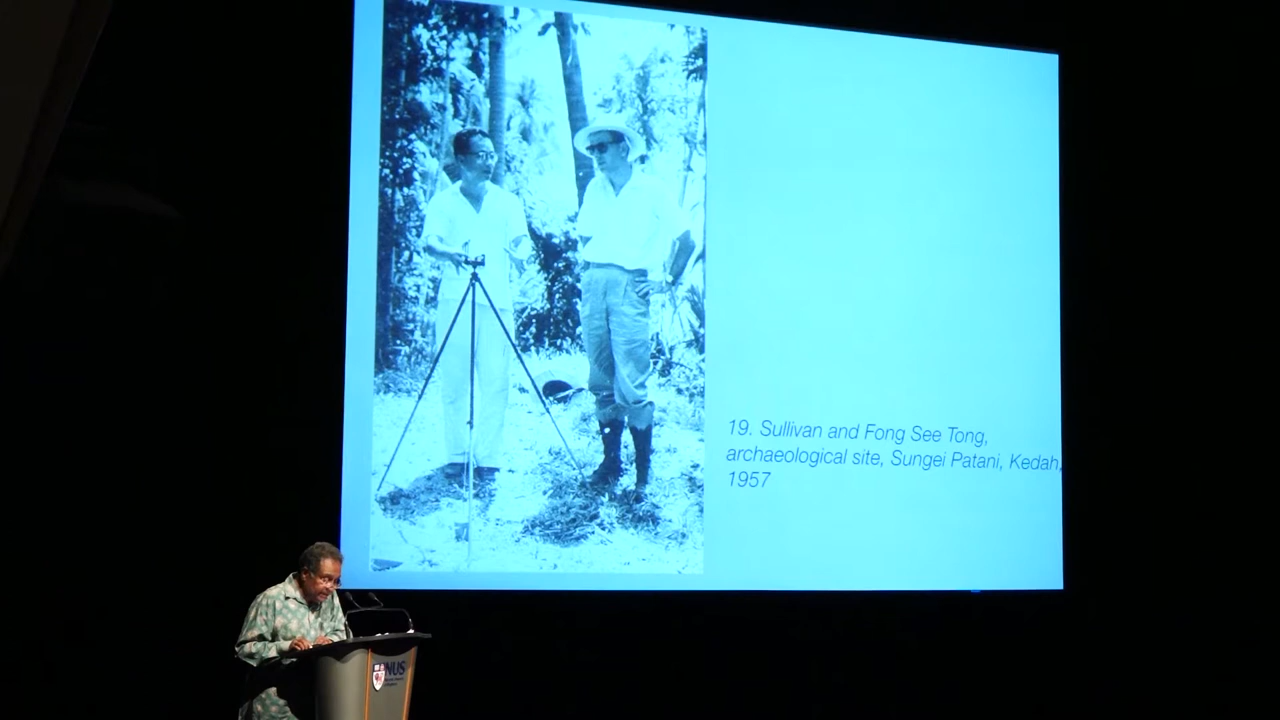 19. Sullivan and Fong See Tong,
archaeological site, Sungei Patani, Kedah,
1957
NUS